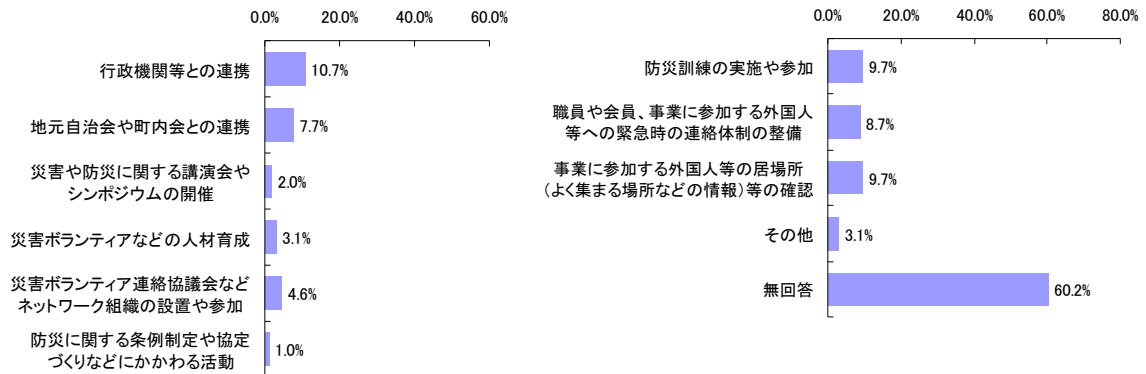 0.0%
20.0%
40.0%
60.0%
行政機関等との連携
10.7%
地元自治会や町内会との連携
7.7%
災害や防災に関する講演会や
シンポジウムの開催
2.0%
災害ボランティアなどの人材育成
3.1%
災害ボランティア連絡協議会など
ネットワーク組織の設置や参加
4.6%
防災に関する条例制定や協定
づくりなどにかかわる活動
1.0%
0.0%
20.0%
40.0%
60.0%
80.0%
防災訓練の実施や参加
9.7%
職員や会員、事業に参加する外国人
等への緊急時の連絡体制の整備
8.7%
事業に参加する外国人等の居場所
（よく集まる場所などの情報）等の確認
9.7%
その他
3.1%
無回答
60.2%